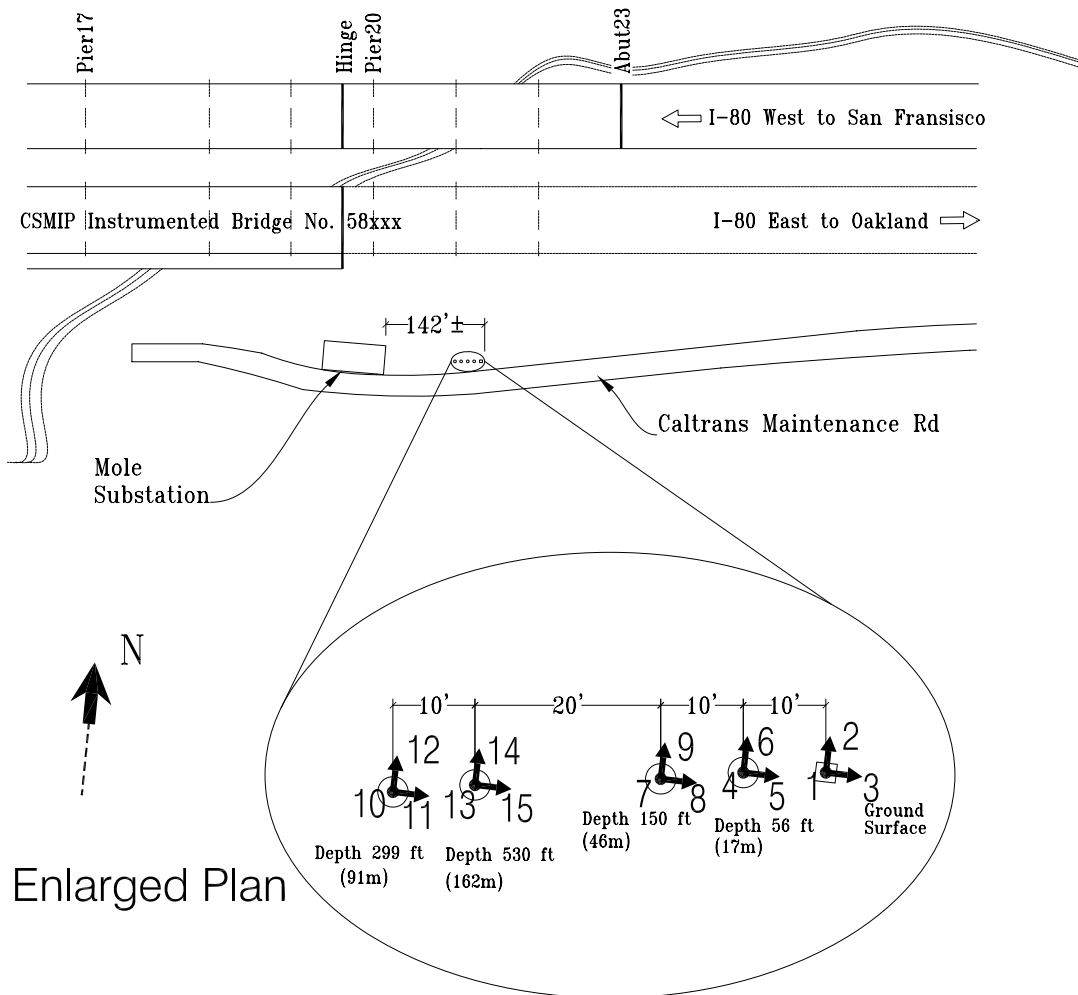 Pier17
Hinge
Pier20
Abut23
I-80 West to San Fransisco
CSMIP Instrumented Bridge No. 58xxx
I-80 East to Oakland
142'±
Caltrans Maintenance Rd
Mole
Substation
N
10'
20'
10'
10'
12
14
9
6
2
10
11
13
15
7
8
4
5
1
3
Ground
Surface
Depth 150 ft
(46m)
Depth 56 ft
(17m)
Depth 299 ft
(91m)
Depth 530 ft
(162m)
Enlarged Plan